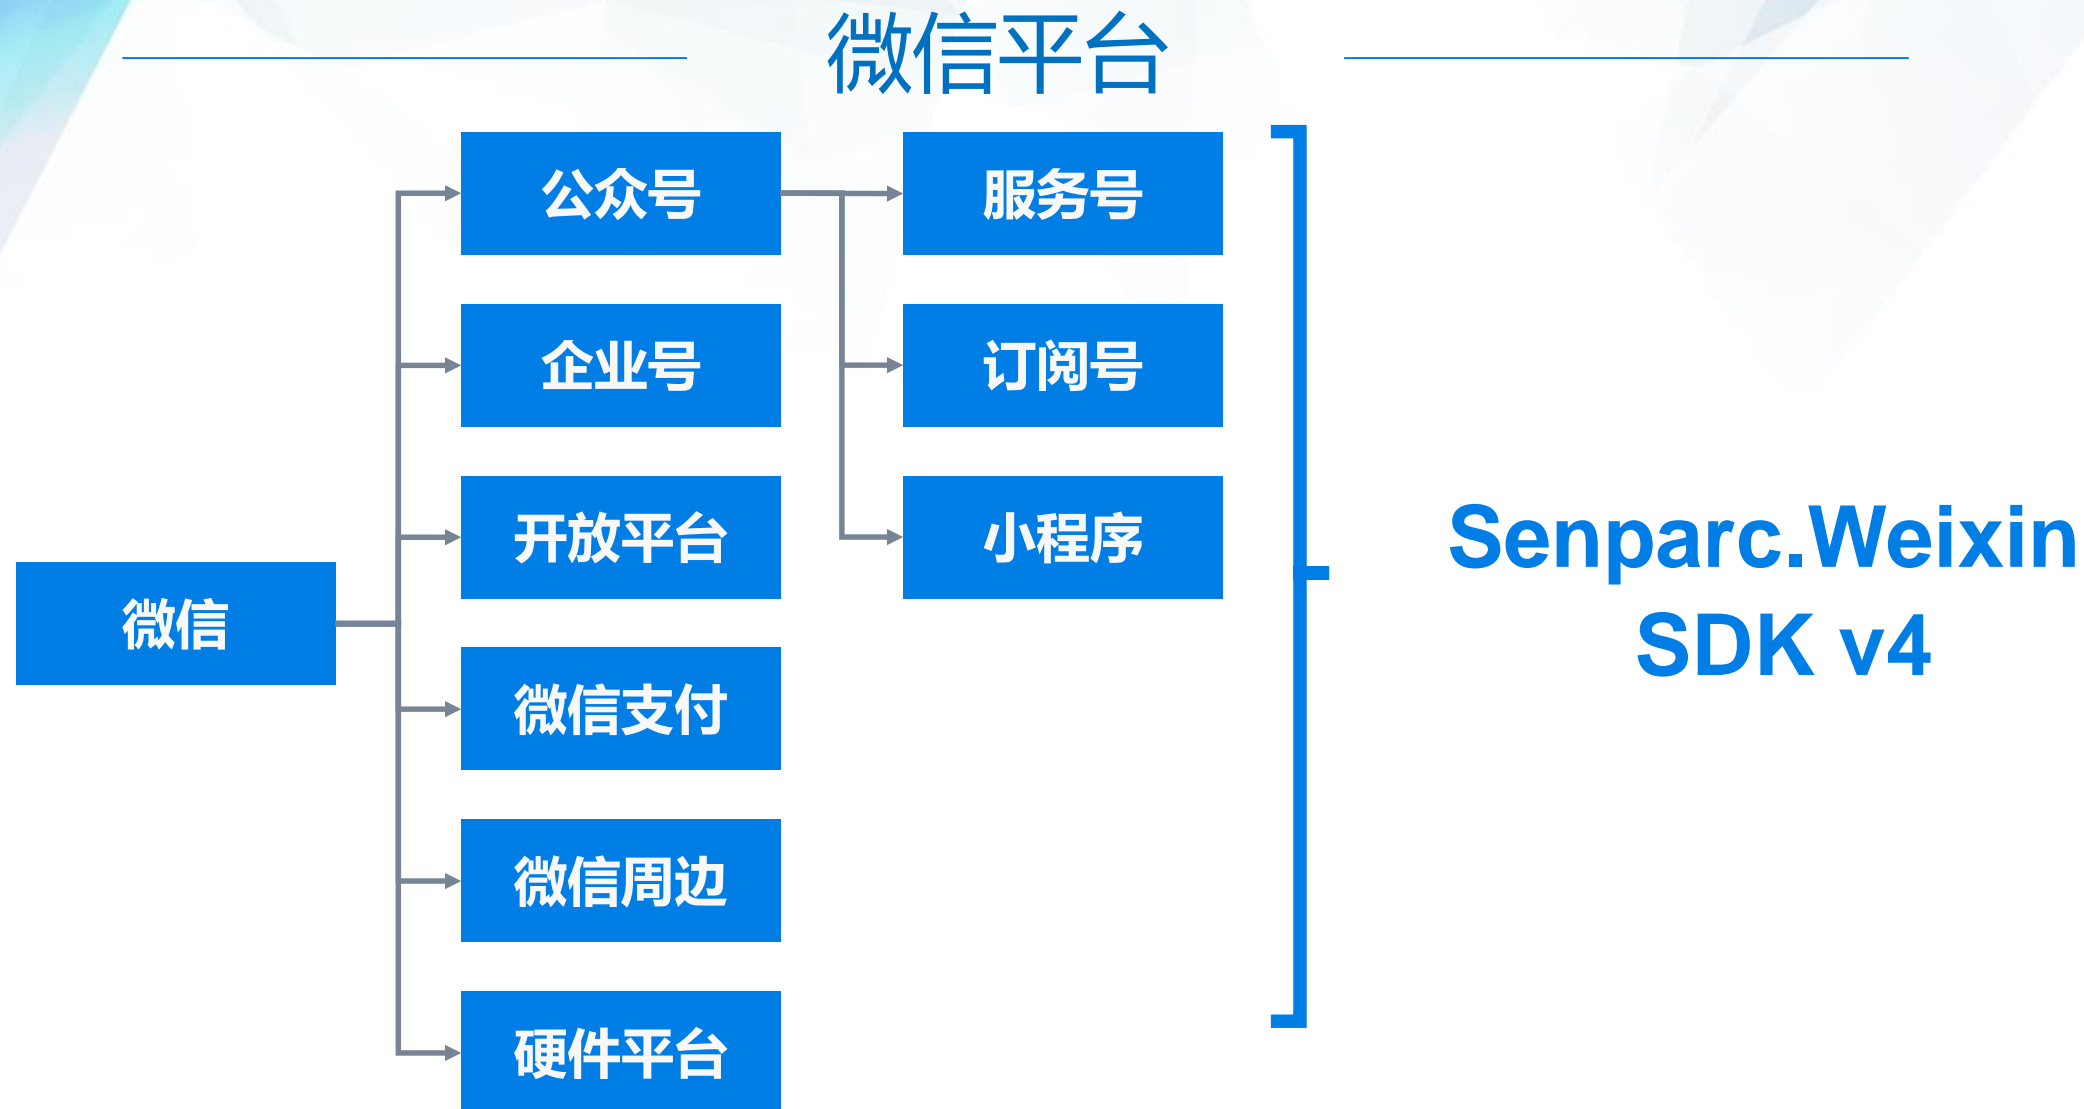 微信平台
公众号
服务号
企业号
订阅号
开放平台
小程序
微信
微信支付
微信周边
硬件平台
Senparc.Weixin
SDK v4